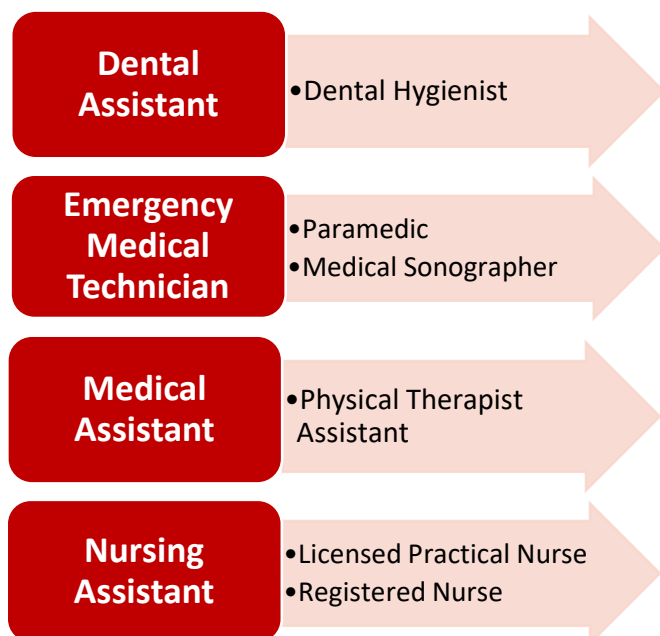 Dental
Assistant
•Dental Hygienist
Emergency
Medical
Technician
•Paramedic
•Medical Sonographer
Medical
Assistant
•Physical Therapist
Assistant
Nursing
Assistant
•Licensed Practical Nurse
•Registered Nurse